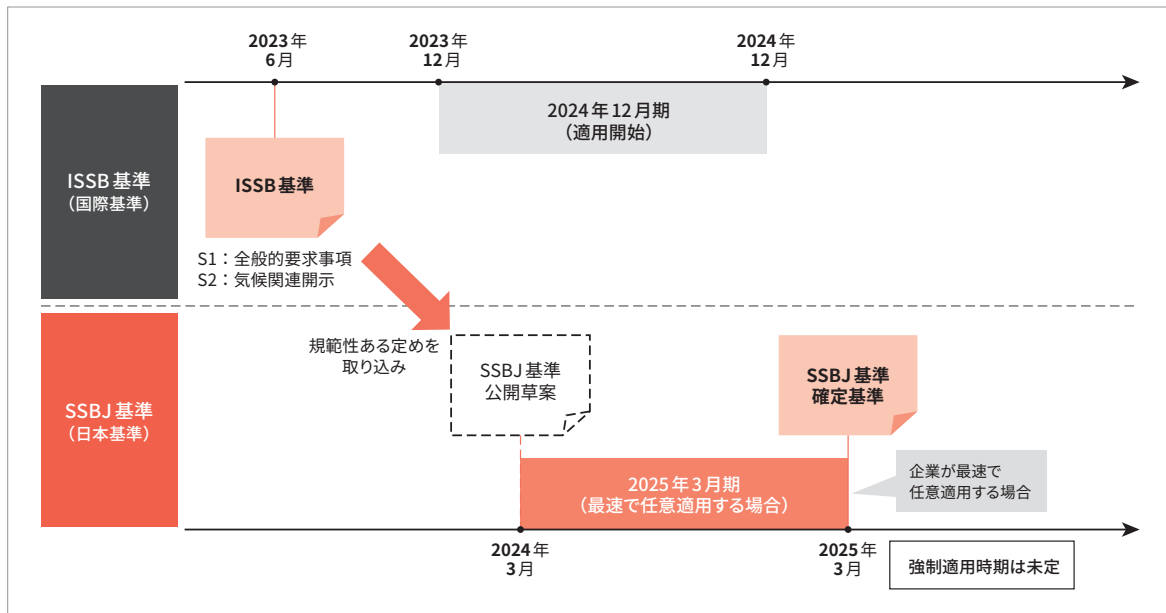 2023年
6月
2023年
12月
2024年
12月
2024年12月期
（適用開始）
ISSB基準
（国際基準）
ISSB基準
S1：全般的要求事項
S2：気候関連開示
規範性ある定めを
取り込み
SSBJ基準
公開草案
SSBJ基準
確定基準
SSBJ基準
（日本基準）
2025年3月期
（最速で任意適用する場合）
企業が最速で
任意適用する場合
2024年
3月
2025年
3月
強制適用時期は未定